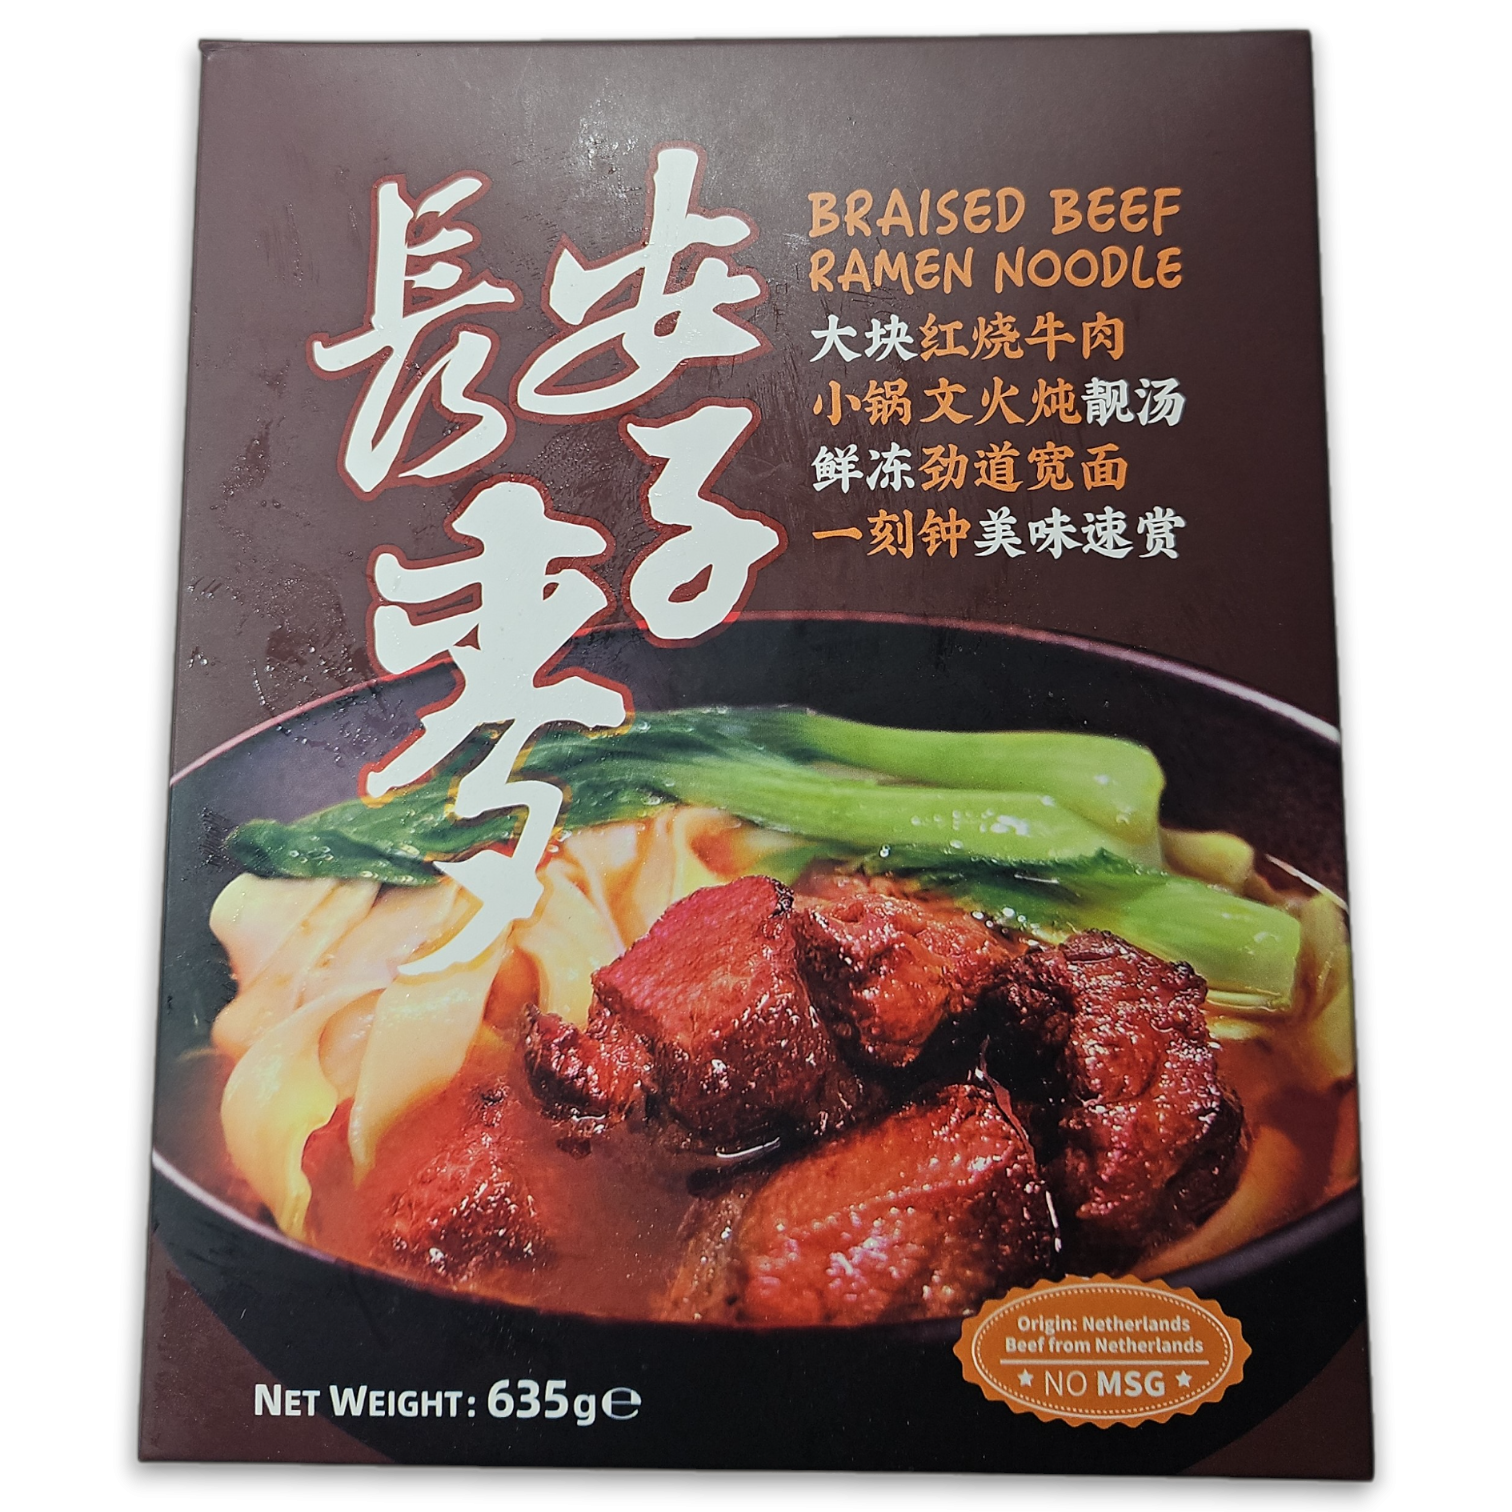 長安
麥子
BRAISED BEEF
RAMEN NOODLE
大块红烧牛肉
小锅文火炖靓汤
鲜冻劲道宽面
一刻钟美味速赏
Origin: Netherlands
Beef from Netherlands
★ NO MSG ★
NET WEIGHT: 635g℮